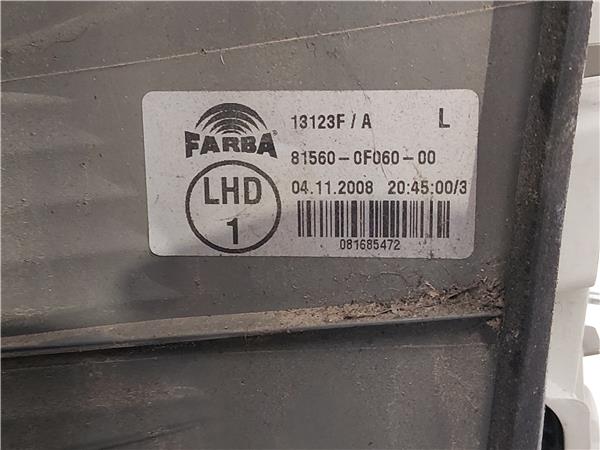 FARBA
13123F / A L
81560-0F060-00
LHD
1
04.11.2008 20:45:00/3
081685472